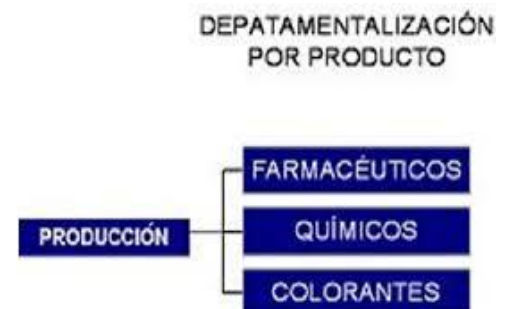 DEPATAMENTALIZACIÓN
POR PRODUCTO
FARMACÉUTICOS
PRODUCCIÓN
QUÍMICOS
COLORANTES